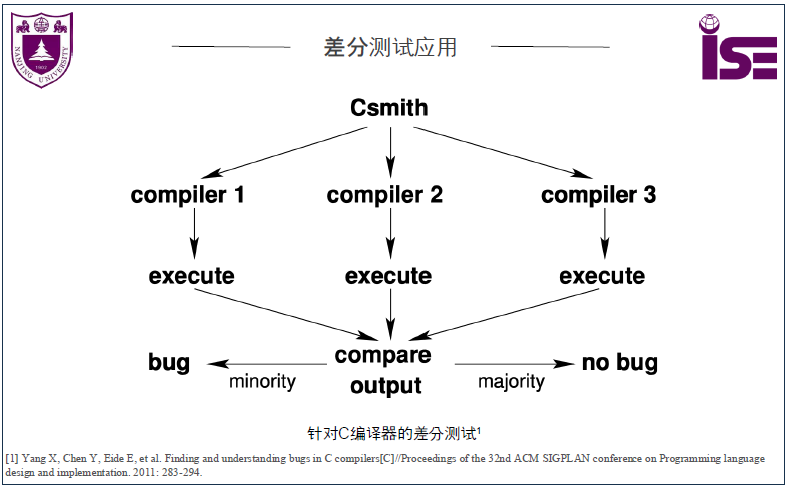 差分测试应用
NANJING UNIVERSITY
1902
iSE
Csmith
compiler 1 compiler 2 compiler 3
execute execute execute
bug minority compare output majority no bug
针对C编译器的差分测试1
[1] Yang X, Chen Y, Eide E, et al. Finding and understanding bugs in C compilers[C]//Proceedings of the 32nd ACM SIGPLAN conference on Programming language
design and implementation. 2011: 283-294.